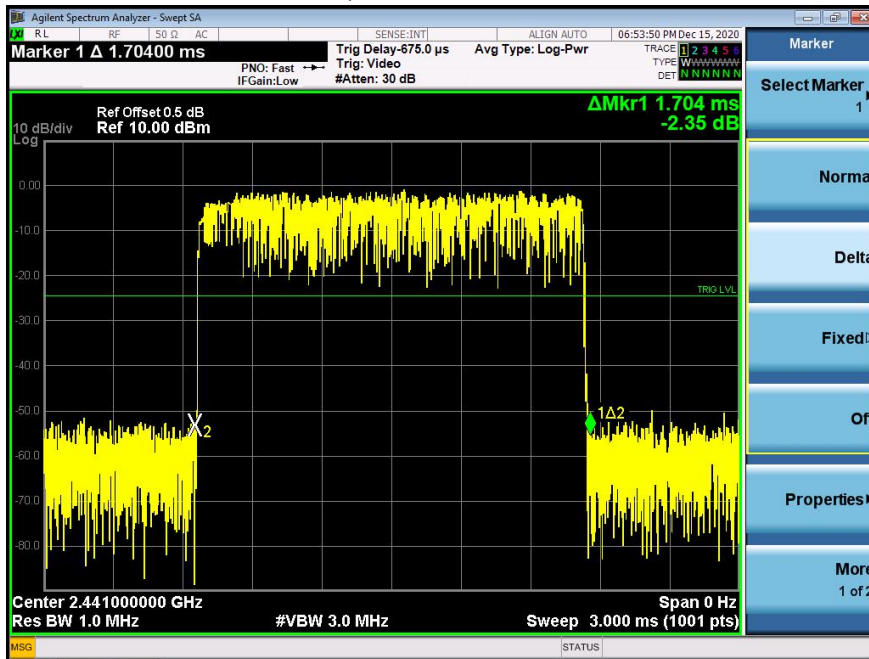 Agilent Spectrum Analyzer - Swept SA
LXI RL RF 50 Ω AC SENSE:INT ALIGN AUTO 06:53:50 PM Dec 15, 2020
Marker 1 Δ 1.70400 ms
Trig Delay-675.0 µs Avg Type: Log-Pwr TRACE 1 2 3 4 5 6
PNO: Fast Trig: Video TYPE W
IFGain:Low #Atten: 30 dB DET N N N N N N
ΔMkr1 1.704 ms
-2.35 dB
Ref Offset 0.5 dB
10 dB/div Ref 10.00 dBm
Log
0.00
-10.0
-20.0
TRIG LVL
-30.0
-40.0
-50.0
1Δ2
X2
-60.0
-70.0
-80.0
Center 2.441000000 GHz Span 0 Hz
Res BW 1.0 MHz #VBW 3.0 MHz Sweep 3.000 ms (1001 pts)
MSG STATUS
Marker
Select Marker
1
Norma
Delta
Fixed
Of
Properties
More
1 of 2